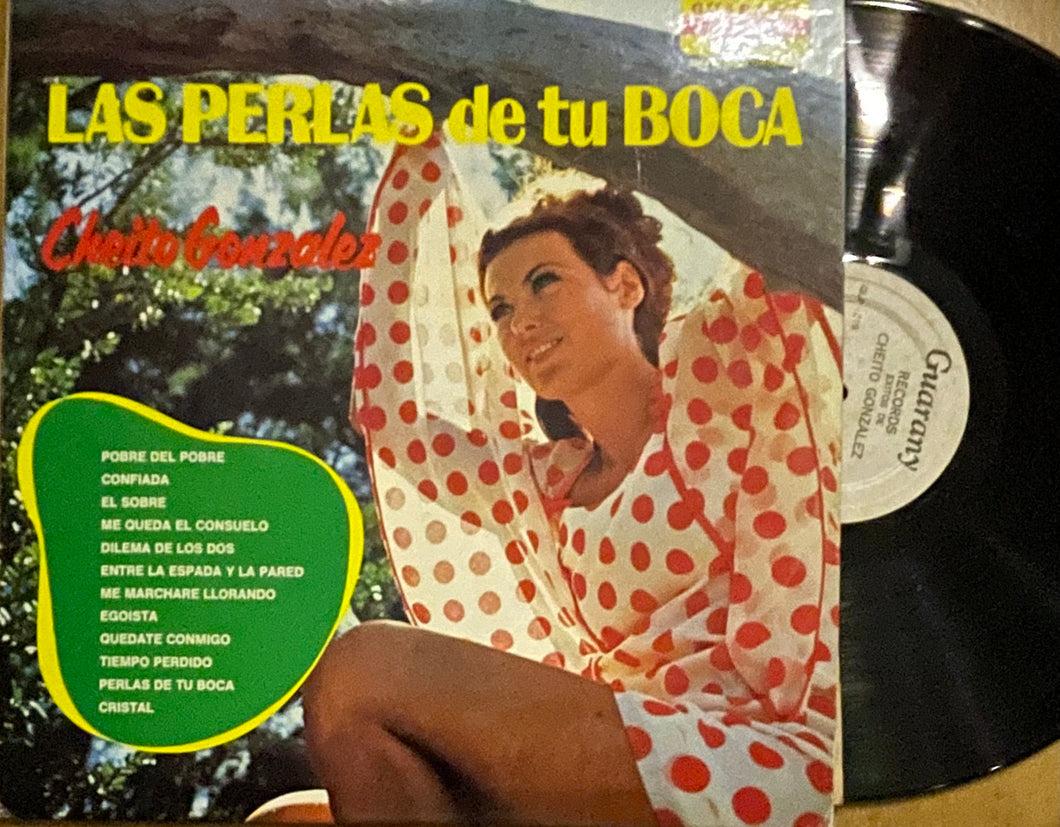 LAS PERLAS de tu BOCA
Cheito Gonzalez
POBRE DEL POBRE
CONFIADA
EL SOBRE
ME QUEDA EL CONSUELO
DILEMA DE LOS DOS
ENTRE LA ESPADA Y LA PARED
ME MARCHARE LLORANDO
EGOISTA
QUEDATE CONMIGO
TIEMPO PERDIDO
PERLAS DE TU BOCA
CRISTAL
Guarany
RECORDS
EXITOS DE
CHEITO GONZALEZ